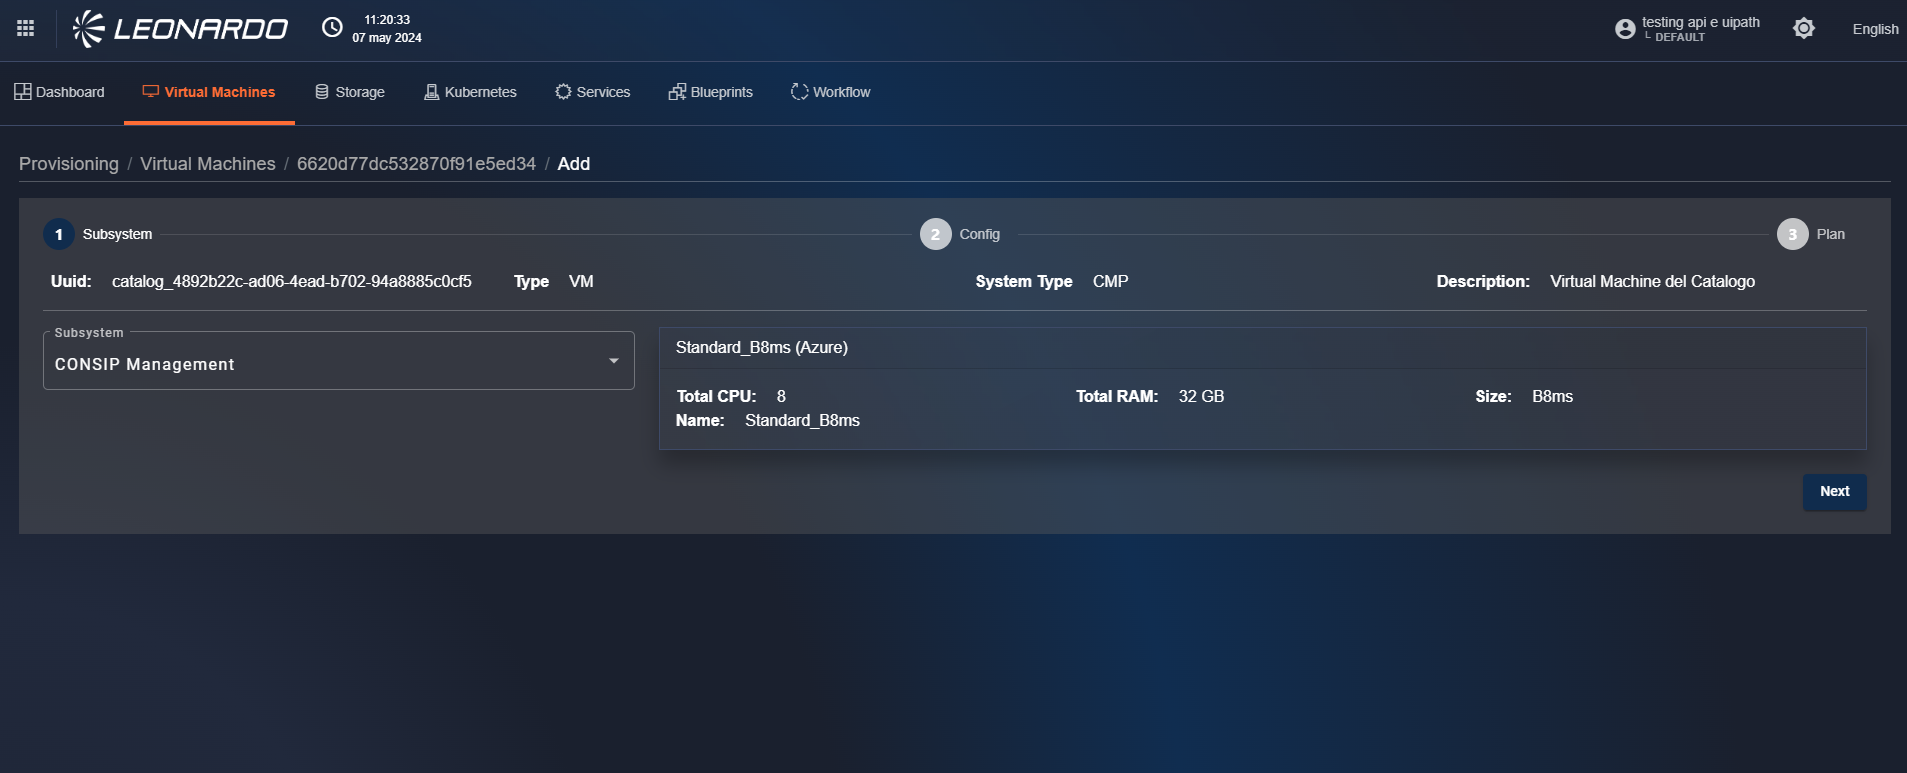 LEONARDO
11:20:33
07 may 2024
testing api e uipath
└ DEFAULT
English
Dashboard
Virtual Machines
Storage
Kubernetes
Services
Blueprints
Workflow
Provisioning / Virtual Machines / 6620d77dc532870f91e5ed34 / Add
1 Subsystem
2 Config
3 Plan
Uuid: catalog_4892b22c-ad06-4ead-b702-94a8885c0cf5 Type VM System Type CMP Description: Virtual Machine del Catalogo
Subsystem
CONSIP Management
Standard_B8ms (Azure)
Total CPU: 8 Total RAM: 32 GB Size: B8ms
Name: Standard_B8ms
Next